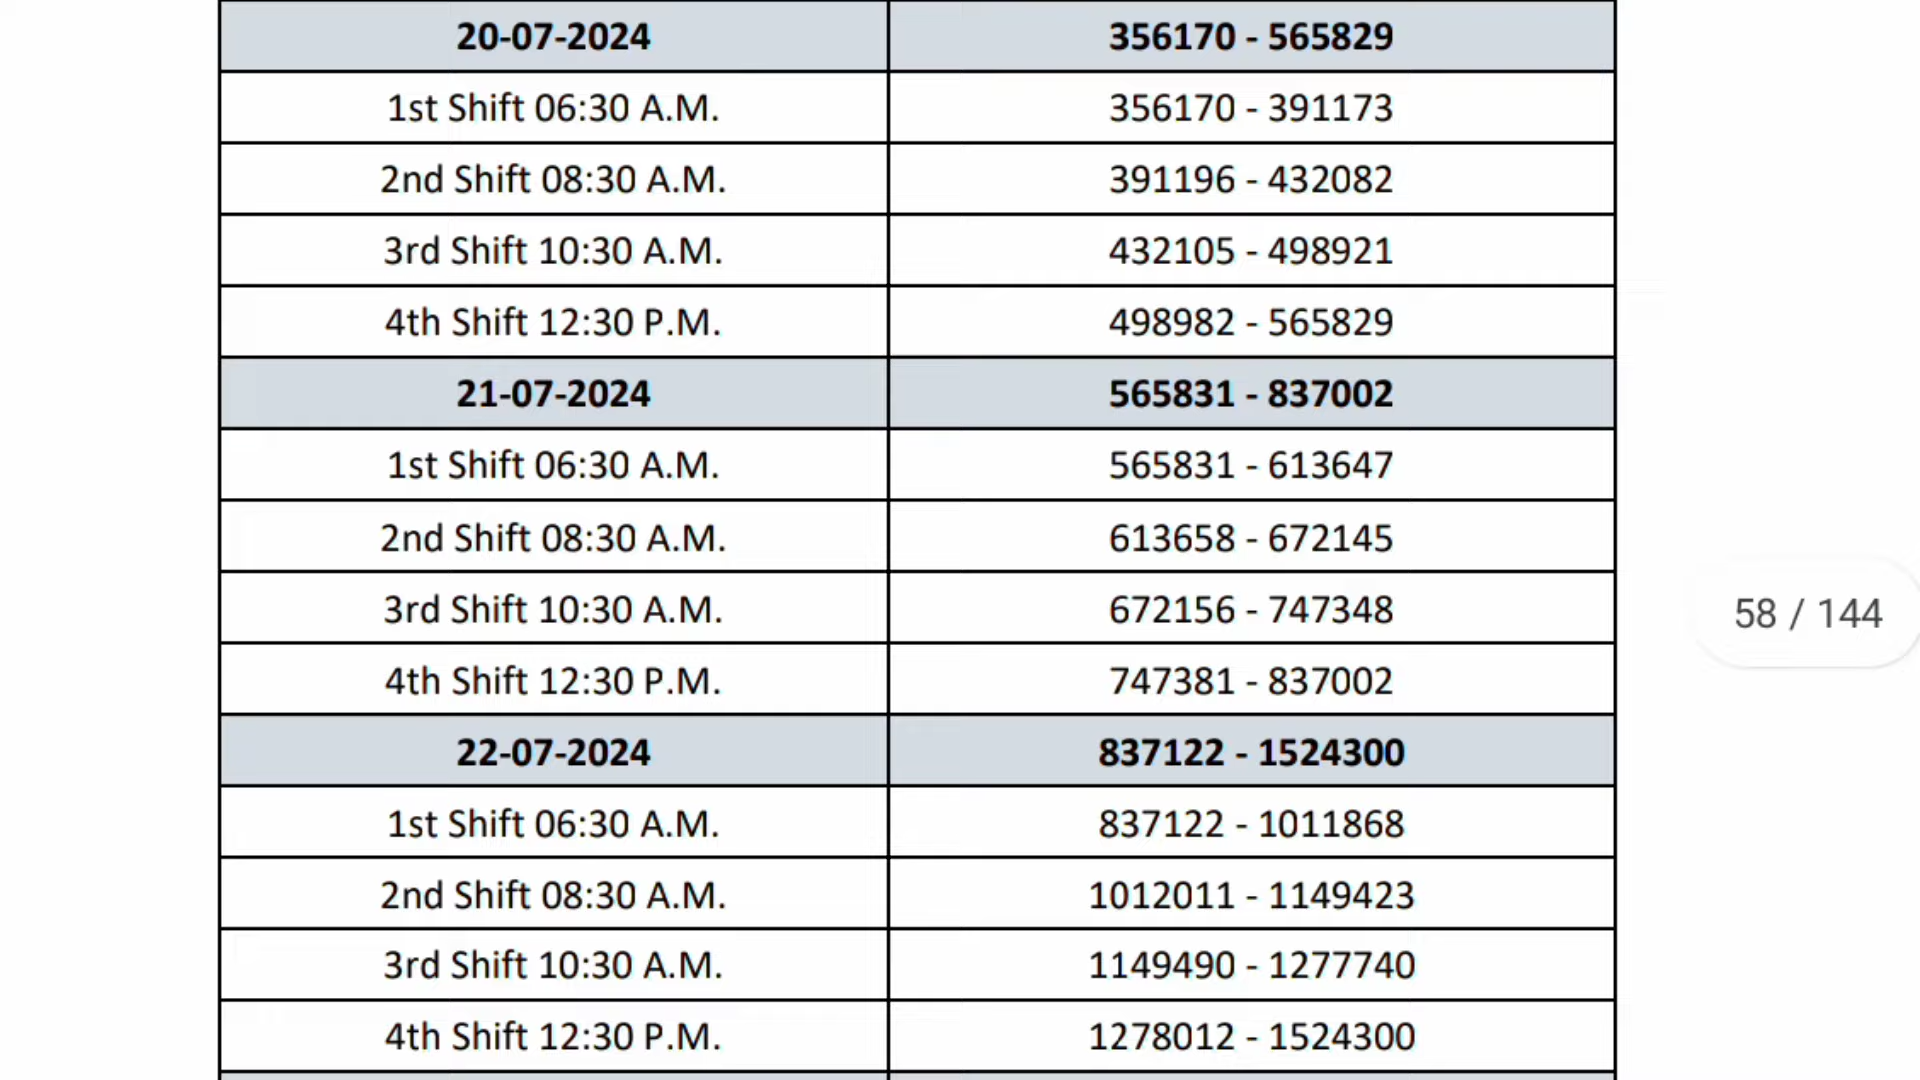 20-07-2024 356170 - 565829
1st Shift 06:30 A.M. 356170 - 391173
2nd Shift 08:30 A.M. 391196 - 432082
3rd Shift 10:30 A.M. 432105 - 498921
4th Shift 12:30 P.M. 498982 - 565829
21-07-2024 565831 - 837002
1st Shift 06:30 A.M. 565831 - 613647
2nd Shift 08:30 A.M. 613658 - 672145
3rd Shift 10:30 A.M. 672156 - 747348
58 / 144
4th Shift 12:30 P.M. 747381 - 837002
22-07-2024 837122 - 1524300
1st Shift 06:30 A.M. 837122 - 1011868
2nd Shift 08:30 A.M. 1012011 - 1149423
3rd Shift 10:30 A.M. 1149490 - 1277740
4th Shift 12:30 P.M. 1278012 - 1524300